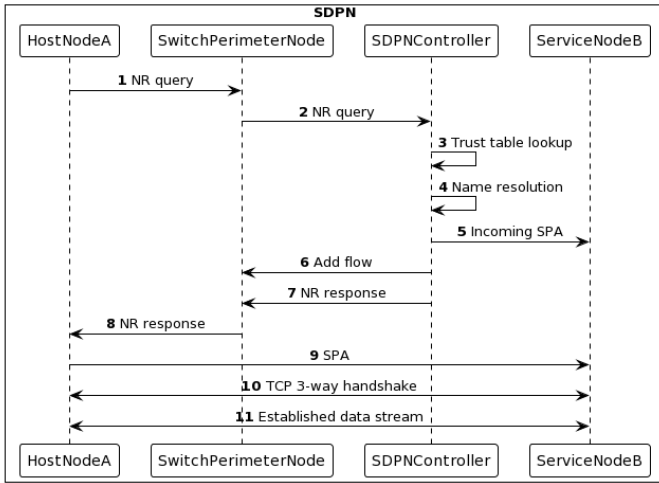 SDPN
HostNodeA SwitchPerimeterNode SDPNController ServiceNodeB
1 NR query
2 NR query
3 Trust table lookup
4 Name resolution
5 Incoming SPA
6 Add flow
7 NR response
8 NR response
9 SPA
10 TCP 3-way handshake
11 Established data stream
HostNodeA SwitchPerimeterNode SDPNController ServiceNodeB